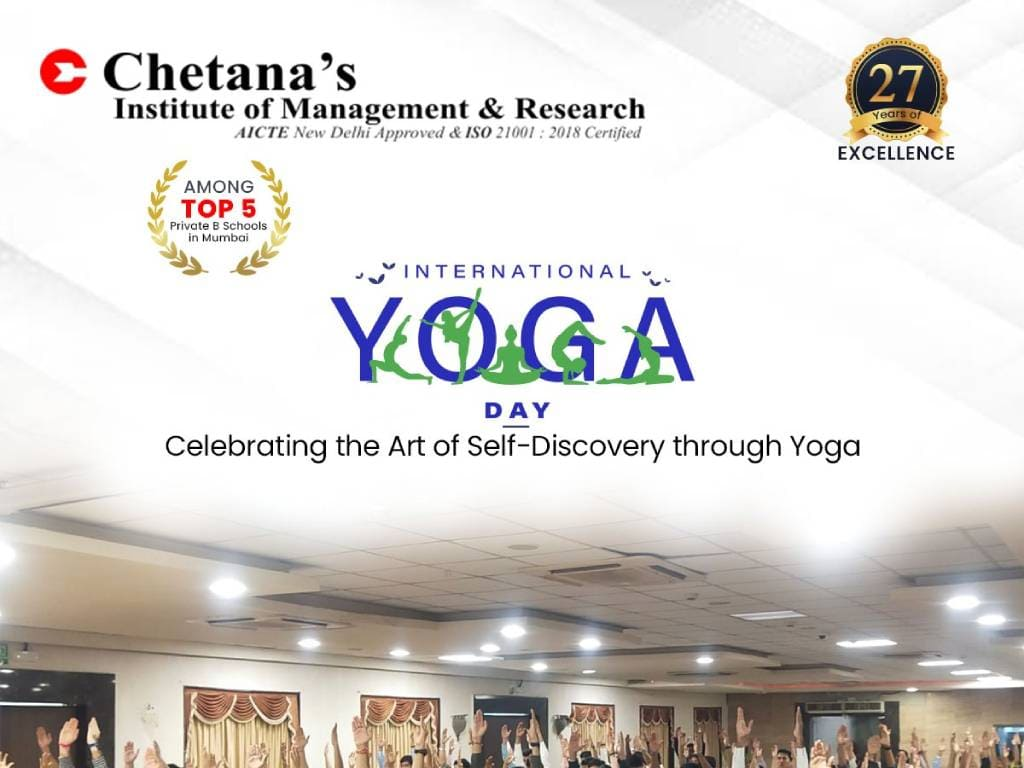 Chetana's
Institute of Management & Research
AICTE New Delhi Approved & ISO 21001 : 2018 Certified
27
Years of
EXCELLENCE
AMONG
TOP 5
Private B Schools
in Mumbai
INTERNATIONAL
YOGA
DAY
Celebrating the Art of Self-Discovery through Yoga